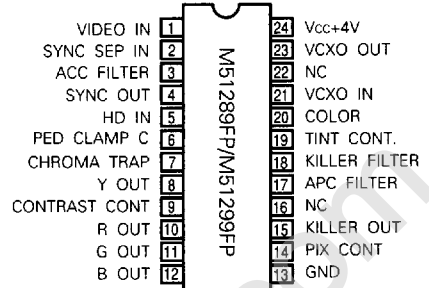 VIDEO IN 1
SYNC SEP IN 2
ACC FILTER 3
SYNC OUT 4
HD IN 5
PED CLAMP C 6
CHROMA TRAP 7
Y OUT 8
CONTRAST CONT 9
R OUT 10
G OUT 11
B OUT 12
M51289FP/M51299FP
24 Vcc+4V
23 VCXO OUT
22 NC
21 VCXO IN
20 COLOR
19 TINT CONT.
18 KILLER FILTER
17 APC FILTER
16 NC
15 KILLER OUT
14 PIX CONT
13 GND